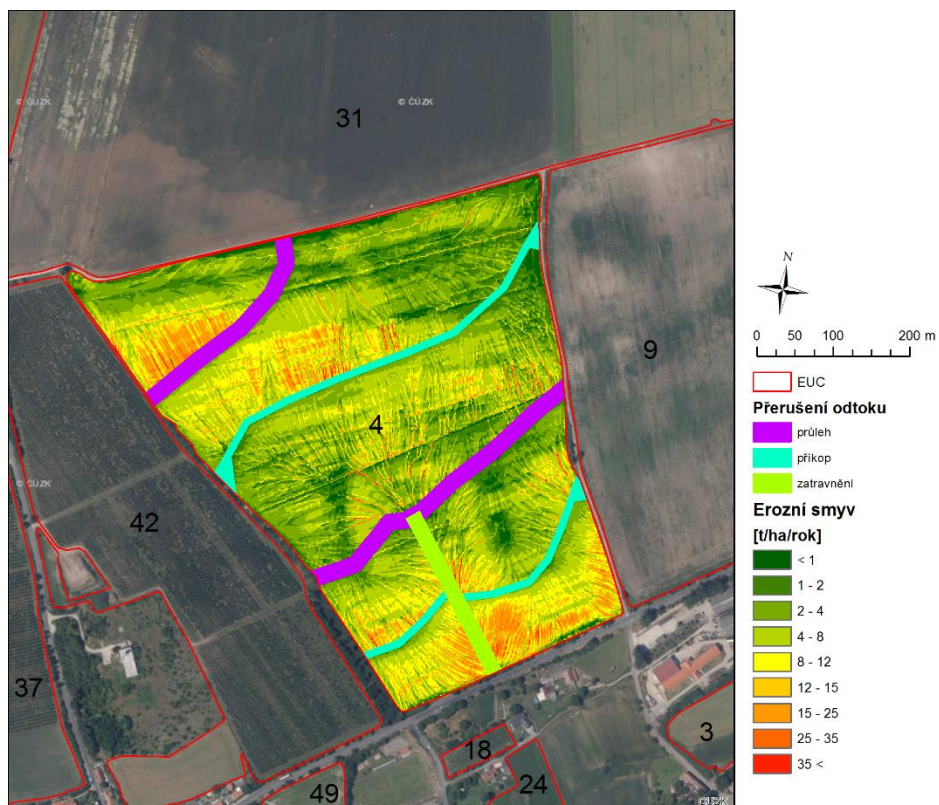 © ČÚZK
© ČÚZK
31
9
4
© ČÚZK
42
37
18
3
24
49
©ČÚZK
N
0 50 100 200 m
EUC
Přerušení odtoku
průleh
příkop
zatravnění
Erozní smyv
[t/ha/rok]
< 1
1 - 2
2 - 4
4 - 8
8 - 12
12 - 15
15 - 25
25 - 35
35 <